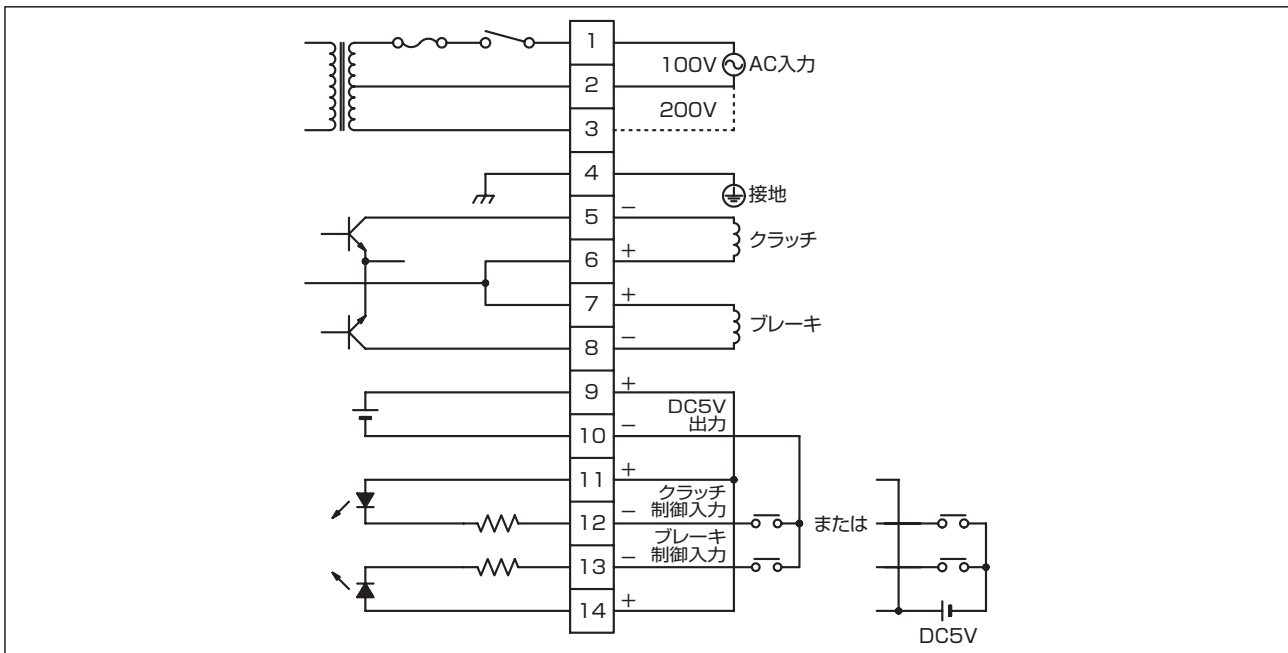 1
100V AC入力
2
200V
3
4
接地
5 −
クラッチ
6 +
7 +
ブレーキ
8 −
9 +
DC5V
出力
10 −
11 +
クラッチ
制御入力
12 −
または
ブレーキ
制御入力
13 −
14 +
DC5V